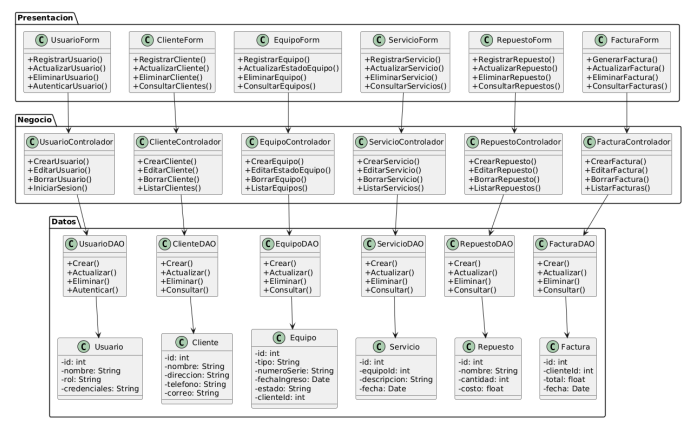 Presentacion
C UsuarioForm
+RegistrarUsuario()
+ActualizarUsuario()
+EliminarUsuario()
+AutenticarUsuario()
C ClienteForm
+RegistrarCliente()
+ActualizarCliente()
+EliminarCliente()
+ConsultarClientes()
C EquipoForm
+RegistrarEquipo()
+ActualizarEstadoEquipo()
+EliminarEquipo()
+ConsultarEquipos()
C ServicioForm
+RegistrarServicio()
+ActualizarServicio()
+EliminarServicio()
+ConsultarServicios()
C RepuestoForm
+RegistrarRepuesto()
+ActualizarRepuesto()
+EliminarRepuesto()
+ConsultarRepuestos()
C FacturaForm
+GenerarFactura()
+ActualizarFactura()
+EliminarFactura()
+ConsultarFacturas()
Negocio
C UsuarioControlador
+CrearUsuario()
+EditarUsuario()
+BorrarUsuario()
+IniciarSesion()
C ClienteControlador
+CrearCliente()
+EditarCliente()
+BorrarCliente()
+ListarClientes()
C EquipoControlador
+CrearEquipo()
+EditarEstadoEquipo()
+BorrarEquipo()
+ListarEquipos()
C ServicioControlador
+CrearServicio()
+EditarServicio()
+BorrarServicio()
+ListarServicios()
C RepuestoControlador
+CrearRepuesto()
+EditarRepuesto()
+BorrarRepuesto()
+ListarRepuestos()
C FacturaControlador
+CrearFactura()
+EditarFactura()
+BorrarFactura()
+ListarFacturas()
Datos
C UsuarioDAO
+Crear()
+Actualizar()
+Eliminar()
+Autenticar()
C ClienteDAO
+Crear()
+Actualizar()
+Eliminar()
+Consultar()
C EquipoDAO
+Crear()
+Actualizar()
+Eliminar()
+Consultar()
C ServicioDAO
+Crear()
+Actualizar()
+Eliminar()
+Consultar()
C RepuestoDAO
+Crear()
+Actualizar()
+Eliminar()
+Consultar()
C FacturaDAO
+Crear()
+Actualizar()
+Eliminar()
+Consultar()
C Usuario
-id: int
-nombre: String
-rol: String
-credenciales: String
C Cliente
-id: int
-nombre: String
-direccion: String
-telefono: String
-correo: String
C Equipo
-id: int
-tipo: String
-numeroSerie: String
-fechaIngreso: Date
-estado: String
-clienteId: int
C Servicio
-id: int
-equipoId: int
-descripcion: String
-fecha: Date
C Repuesto
-id: int
-nombre: String
-cantidad: int
-costo: float
C Factura
-id: int
-clienteId: int
-total: float
-fecha: Date